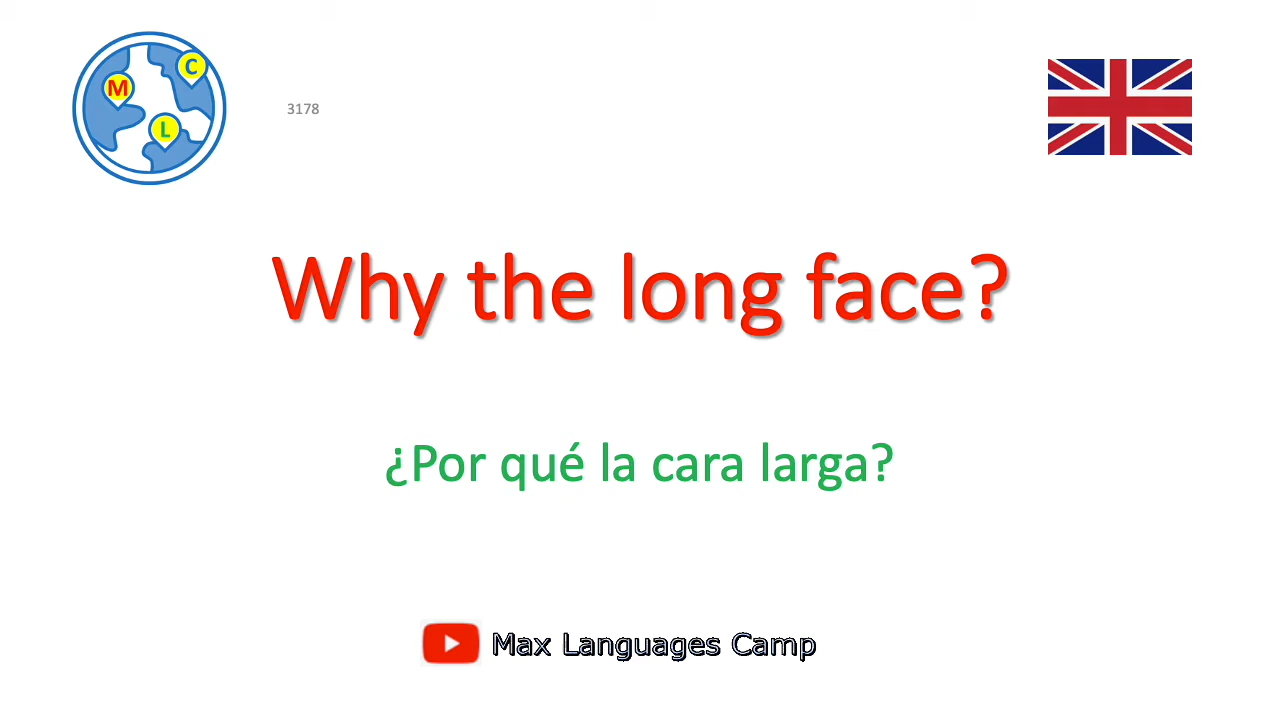 M
C
L
3178
Why the long face?
¿Por qué la cara larga?
Max Languages Camp